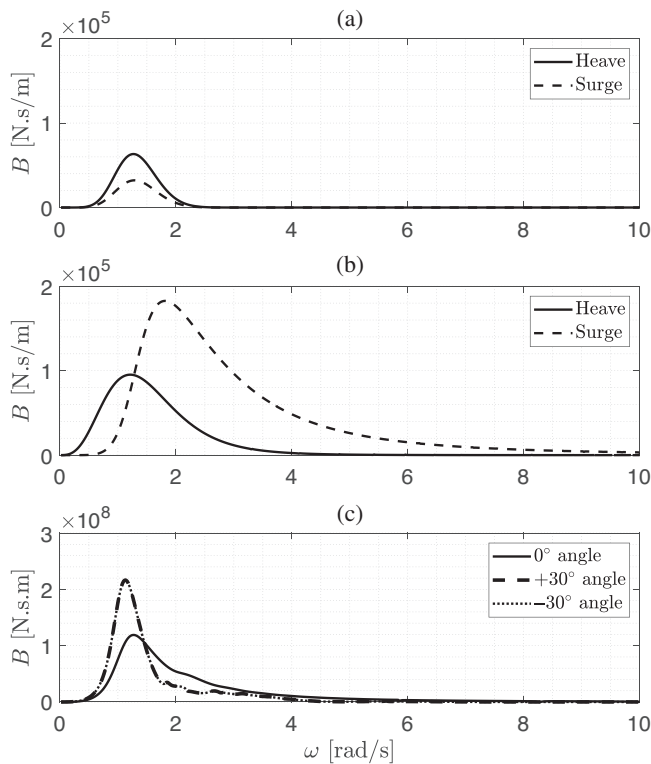 (a)
×10^5
2
1
0
B [N.s/m]
Heave
Surge
0 2 4 6 8 10
(b)
×10^5
2
1
0
B [N.s/m]
Heave
Surge
0 2 4 6 8 10
(c)
×10^8
3
2
1
0
B [N.s.m]
0° angle
+30° angle
−30° angle
0 2 4 6 8 10
ω [rad/s]